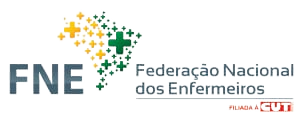 FNE
Federação Nacional
dos Enfermeiros
FILIADA À CUT